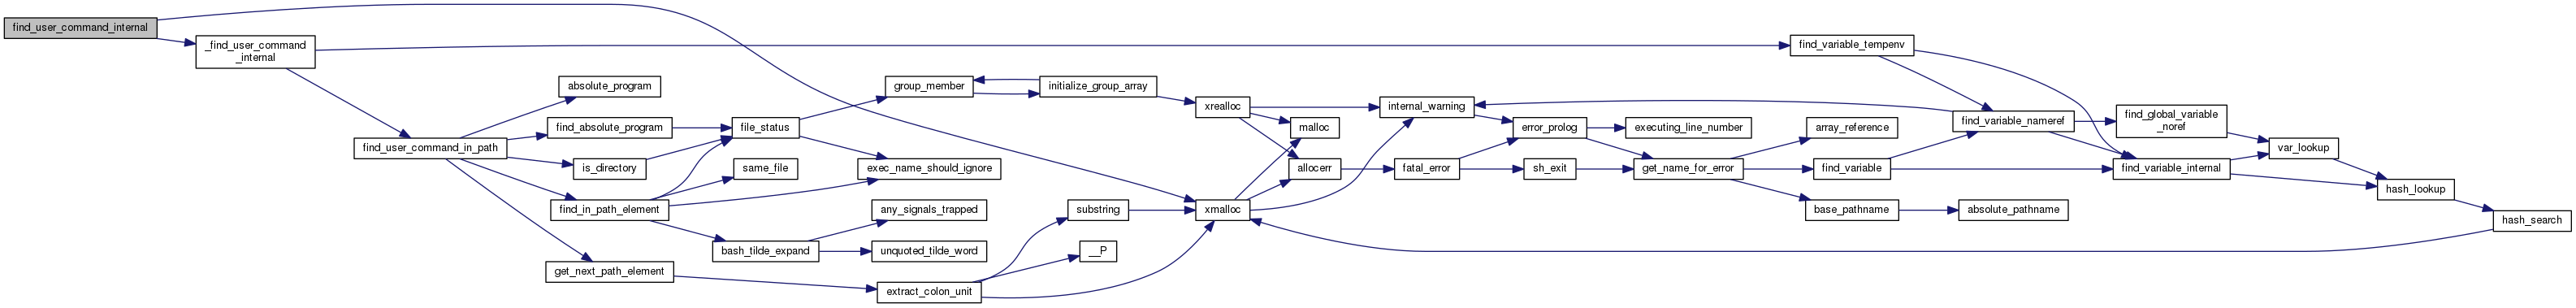 find_user_command_internal
_find_user_command
_internal
find_user_command_in_path
absolute_program
find_absolute_program
is_directory
find_in_path_element
get_next_path_element
file_status
same_file
bash_tilde_expand
group_member
exec_name_should_ignore
any_signals_trapped
unquoted_tilde_word
extract_colon_unit
initialize_group_array
substring
__P
xrealloc
xmalloc
malloc
allocerr
internal_warning
fatal_error
error_prolog
sh_exit
executing_line_number
get_name_for_error
find_variable_tempenv
array_reference
find_variable
base_pathname
find_variable_nameref
absolute_pathname
find_global_variable
_noref
find_variable_internal
var_lookup
hash_lookup
hash_search